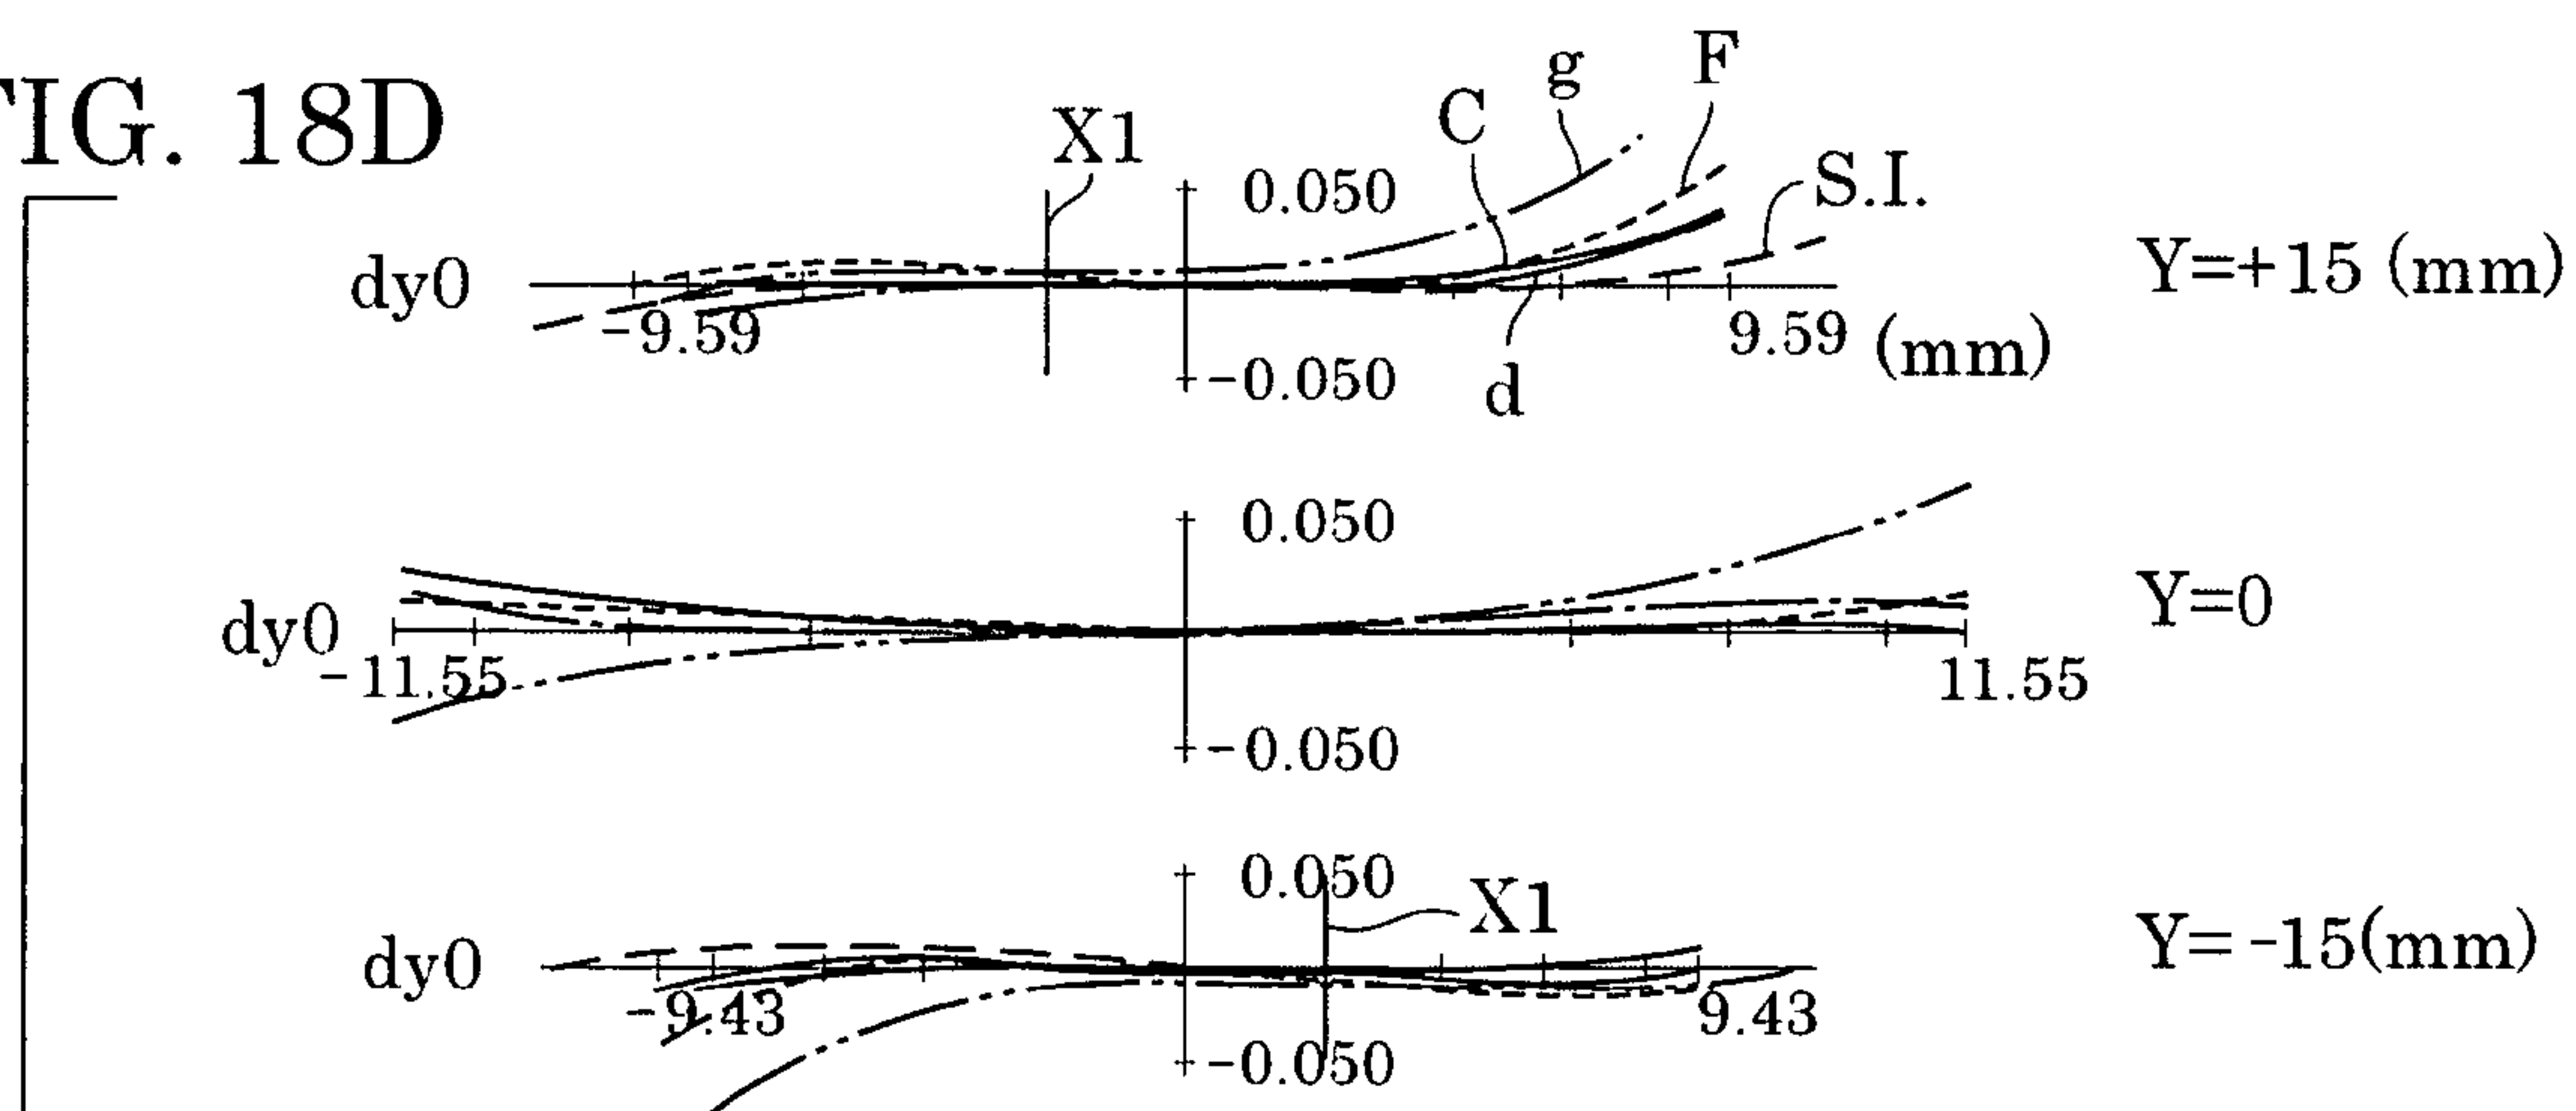 FIG. 18D
X1
C
g
F
S.I.
0.050
dy0
-9.59
-0.050
d
9.59
(mm)
Y=+15 (mm)
0.050
dy0
-11.55
-0.050
11.55
Y=0
0.050
X1
dy0
-9.43
-0.050
9.43
Y=-15(mm)